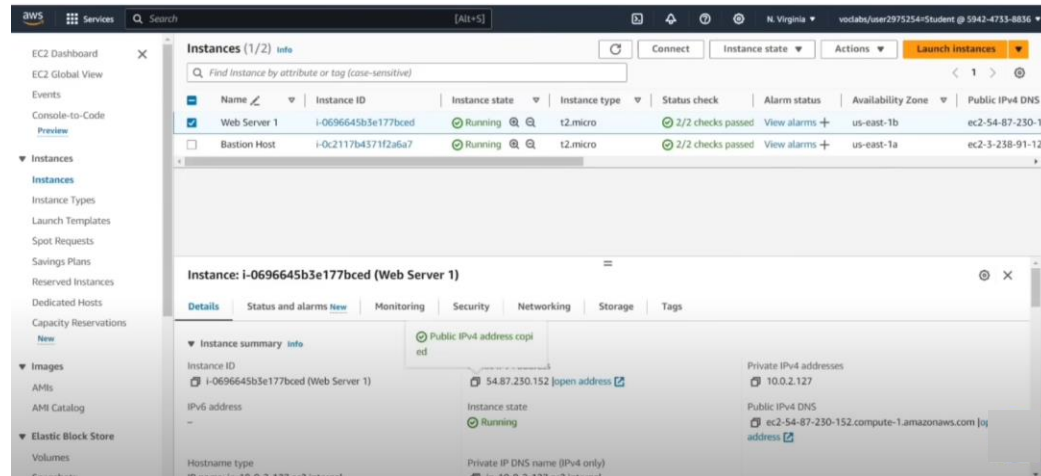 aws Services Search [Alt+S] N. Virginia voclabs/user2975254=Student @ 5942-4733-8836
EC2 Dashboard
EC2 Global View
Events
Console-to-Code
Preview
Instances
Instances
Instance Types
Launch Templates
Spot Requests
Savings Plans
Reserved Instances
Dedicated Hosts
Capacity Reservations
New
Images
AMIs
AMI Catalog
Elastic Block Store
Volumes
Snapshots
Instances (1/2) Info Connect Instance state Actions Launch instances
Find Instance by attribute or tag (case-sensitive) 1
Name Instance ID Instance state Instance type Status check Alarm status Availability Zone Public IPv4 DNS
Web Server 1 i-0696645b3e177bced Running t2.micro 2/2 checks passed View alarms + us-east-1b ec2-54-87-230-1
Bastion Host i-0c2117b4371f2a6a7 Running t2.micro 2/2 checks passed View alarms + us-east-1a ec2-3-238-91-12
Instance: i-0696645b3e177bced (Web Server 1)
Details Status and alarms New Monitoring Security Networking Storage Tags
Public IPv4 address copi
ed
Instance summary Info
Instance ID Private IPv4 addresses
i-0696645b3e177bced (Web Server 1) 54.87.230.152 |open address 10.0.2.127
IPv6 address Instance state Public IPv4 DNS
– Running ec2-54-87-230-152.compute-1.amazonaws.com |op
address
Hostname type Private IP DNS name (IPv4 only)